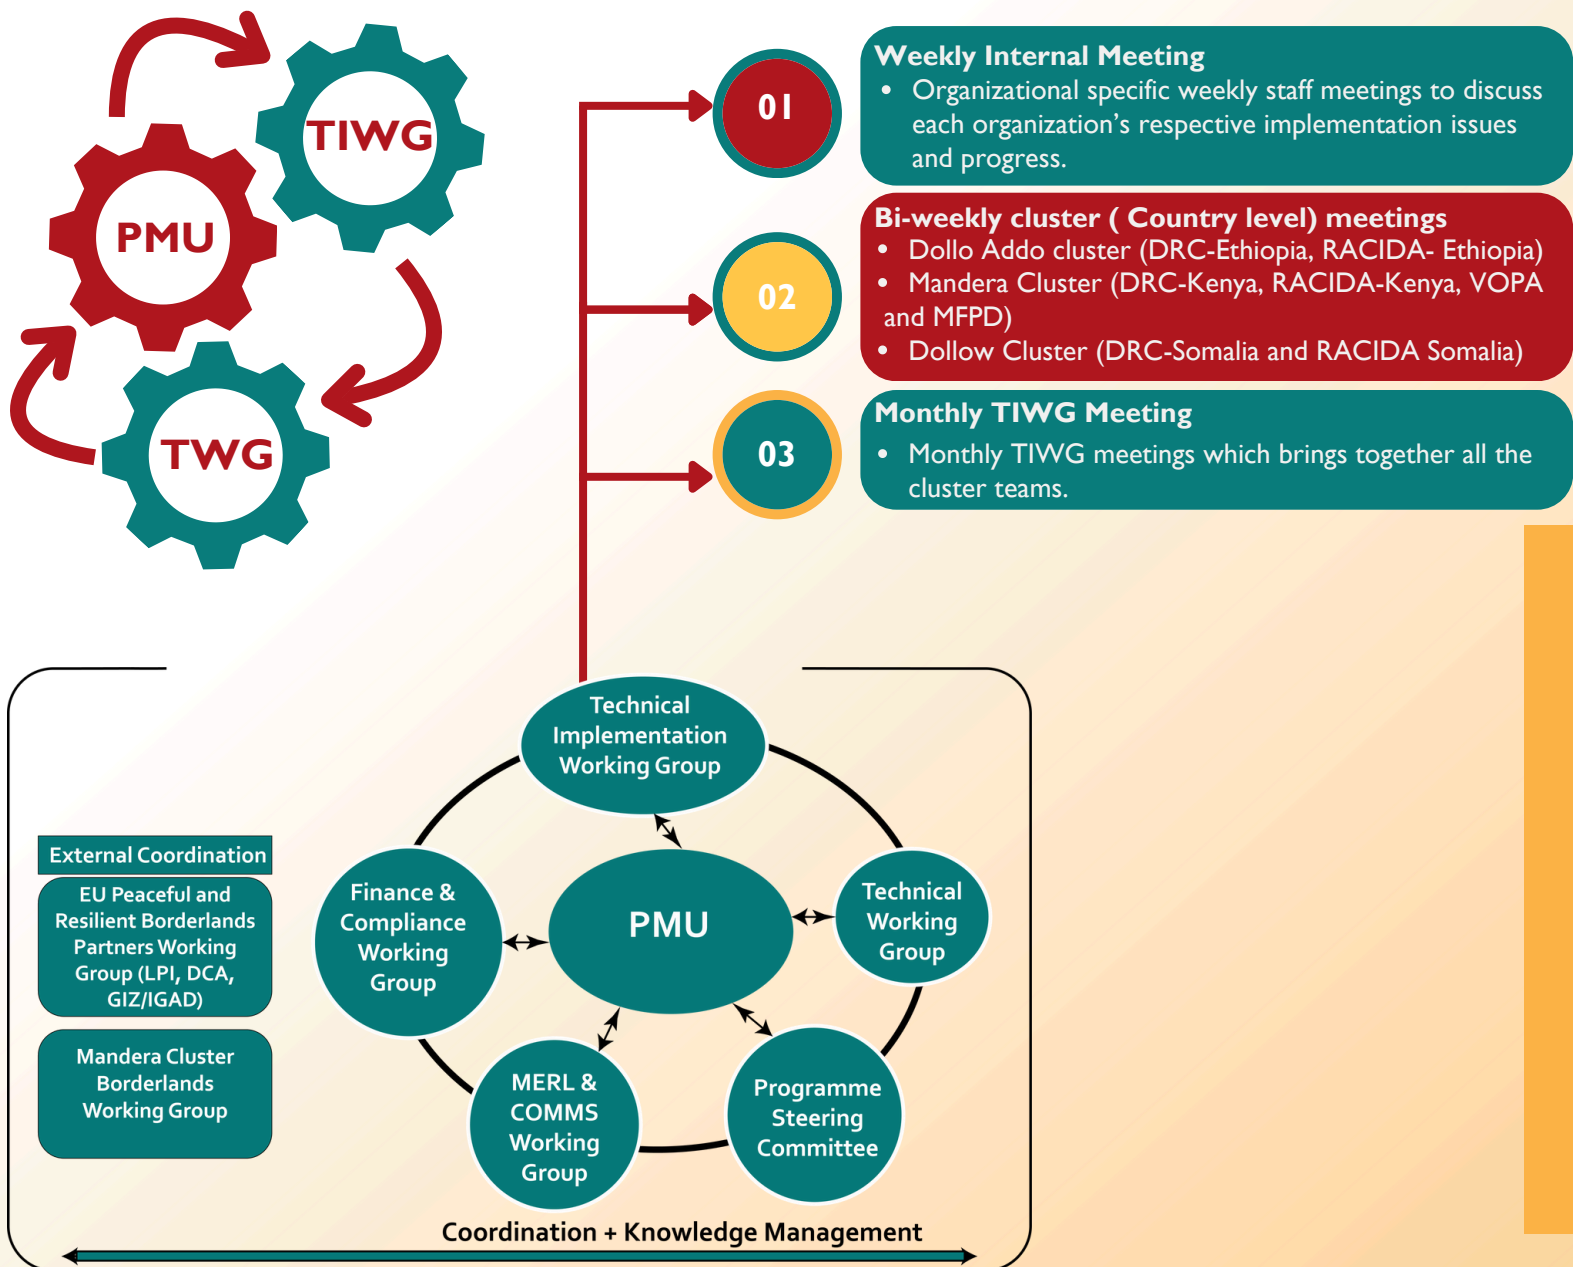 TIWG
PMU
TWG
01
Weekly Internal Meeting
• Organizational specific weekly staff meetings to discuss
each organization's respective implementation issues
and progress.
02
Bi-weekly cluster ( Country level) meetings
• Dollo Addo cluster (DRC-Ethiopia, RACIDA- Ethiopia)
• Mandera Cluster (DRC-Kenya, RACIDA-Kenya, VOPA
and MFPD)
• Dollow Cluster (DRC-Somalia and RACIDA Somalia)
03
Monthly TIWG Meeting
• Monthly TIWG meetings which brings together all the
cluster teams.
Technical
Implementation
Working Group
External Coordination
EU Peaceful and
Resilient Borderlands
Partners Working
Group (LPI, DCA,
GIZ/IGAD)
Mandera Cluster
Borderlands
Working Group
Finance &
Compliance
Working
Group
PMU
Technical
Working
Group
MERL &
COMMS
Working
Group
Programme
Steering
Committee
Coordination + Knowledge Management